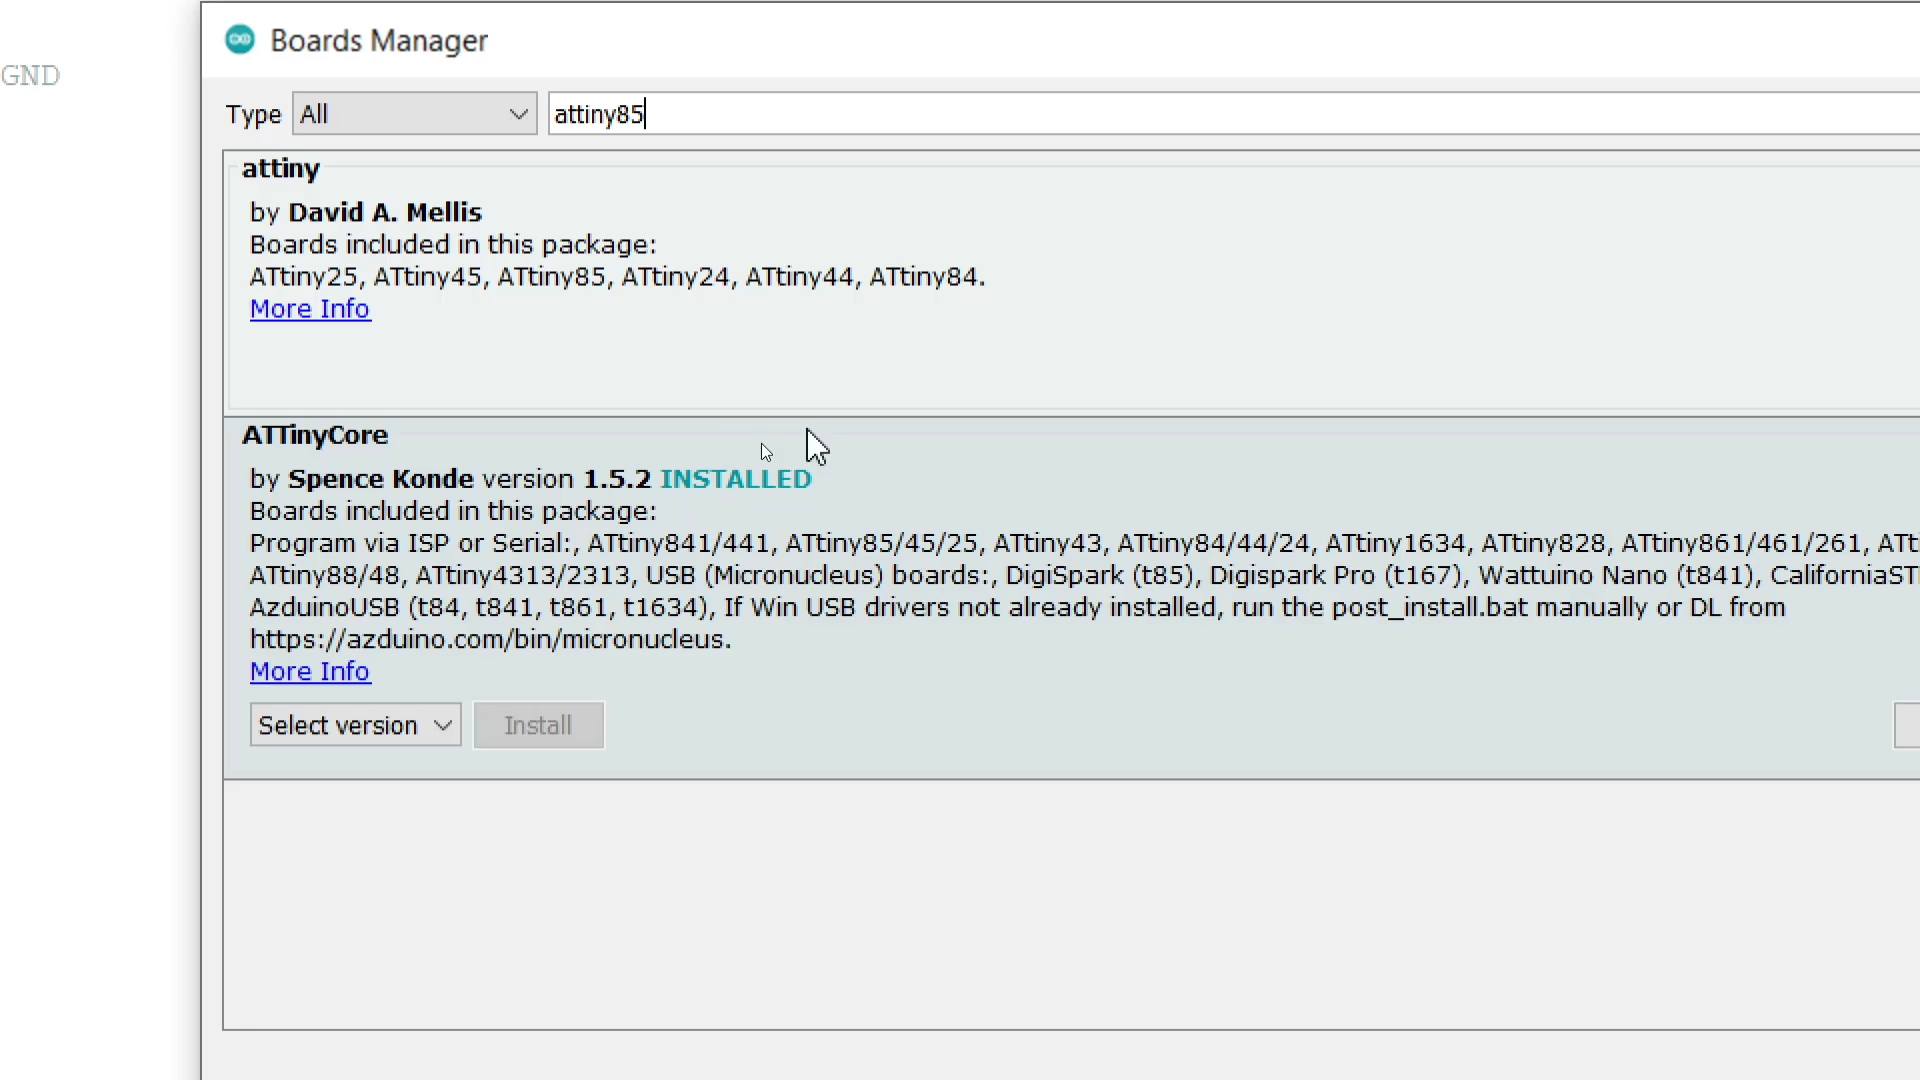 Boards Manager
GND
Type All attiny85
attiny
by David A. Mellis
Boards included in this package:
ATtiny25, ATtiny45, ATtiny85, ATtiny24, ATtiny44, ATtiny84.
More Info
ATTinyCore
by Spence Konde version 1.5.2 INSTALLED
Boards included in this package:
Program via ISP or Serial:, ATtiny841/441, ATtiny85/45/25, ATtiny43, ATtiny84/44/24, ATtiny1634, ATtiny828, ATtiny861/461/261, ATt
ATtiny88/48, ATtiny4313/2313, USB (Micronucleus) boards:, DigiSpark (t85), Digispark Pro (t167), Wattuino Nano (t841), CaliforniaST
AzduinoUSB (t84, t841, t861, t1634), If Win USB drivers not already installed, run the post_install.bat manually or DL from
https://azduino.com/bin/micronucleus.
More Info
Select version Install